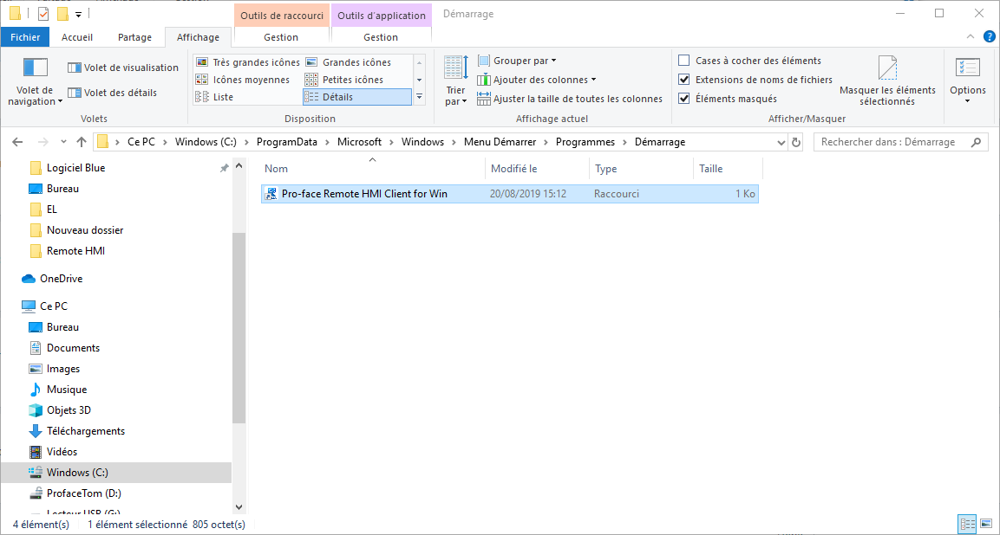 Outils de raccourci Outils d'application Démarrage
Fichier Accueil Partage Affichage Gestion Gestion
Volet de navigation
Volet de visualisation
Volet des détails
Volets
Très grandes icônes Grandes icônes
Icônes moyennes Petites icônes
Liste Détails
Disposition
Trier par
Grouper par
Ajouter des colonnes
Ajuster la taille de toutes les colonnes
Affichage actuel
Cases à cocher des éléments
Extensions de noms de fichiers
Éléments masqués
Masquer les éléments sélectionnés
Afficher/Masquer
Options
Ce PC Windows (C:) ProgramData Microsoft Windows Menu Démarrer Programmes Démarrage
Rechercher dans : Démarrage
Logiciel Blue
Bureau
EL
Nouveau dossier
Remote HMI
OneDrive
Ce PC
Bureau
Documents
Images
Musique
Objets 3D
Téléchargements
Vidéos
Windows (C:)
ProfaceTom (D:)
Lecteur USB (G:)
Nom Modifié le Type Taille
Pro-face Remote HMI Client for Win 20/08/2019 15:12 Raccourci 1 Ko
4 élément(s) 1 élément sélectionné 805 octet(s)